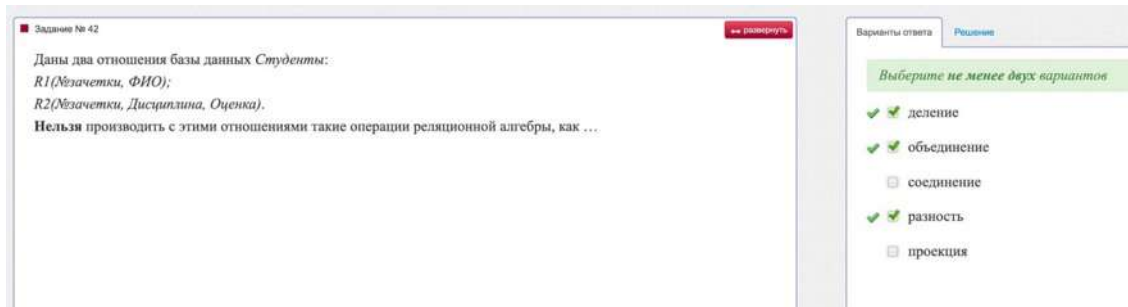 Задание № 42
развернуть
Даны два отношения базы данных Студенты:
R1(№зачетки, ФИО);
R2(№зачетки, Дисциплина, Оценка).
Нельзя производить с этими отношениями такие операции реляционной алгебры, как …
Варианты ответа
Решение
Выберите не менее двух вариантов
деление
объединение
соединение
разность
проекция